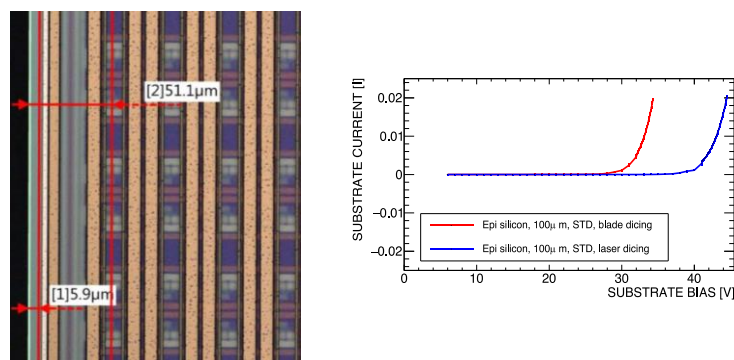 [2]51.1µm
[1]5.9µm
SUBSTRATE CURRENT [I]
0.02
0.01
0
−0.01
−0.02
Epi silicon, 100μ m, STD, blade dicing
Epi silicon, 100μ m, STD, laser dicing
0 10 20 30 40
SUBSTRATE BIAS [V]